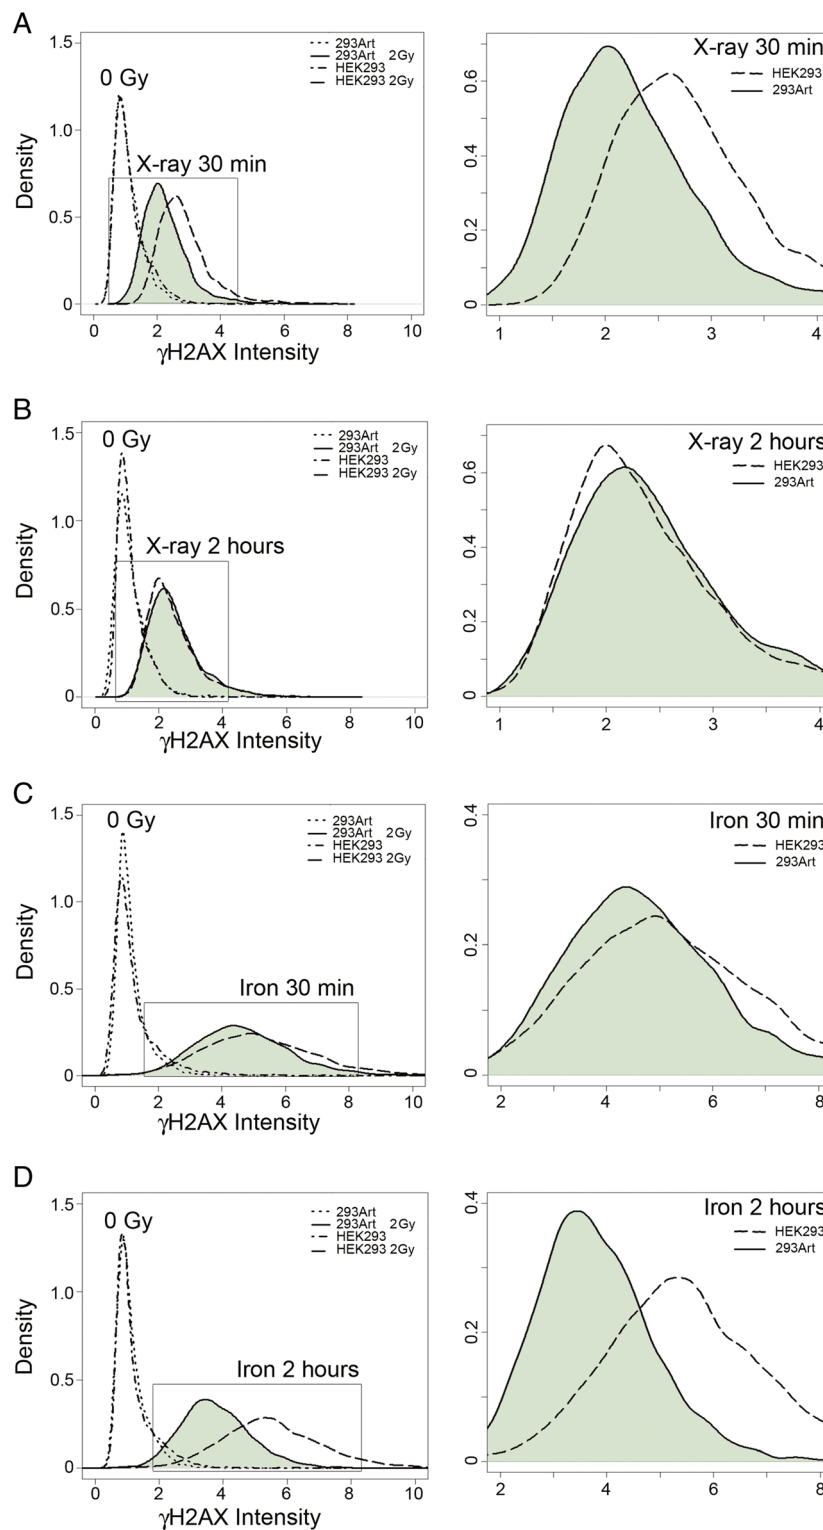 A
1.5
1.0
0.5
0
Density
0 Gy
X-ray 30 min
293Art
293Art 2Gy
HEK293
HEK293 2Gy
0 2 4 6 8 10
γH2AX Intensity
X-ray 30 min
HEK293
293Art
0.6
0.4
0.2
0
1 2 3 4
B
1.5
1.0
0.5
0
Density
0 Gy
X-ray 2 hours
293Art
293Art 2Gy
HEK293
HEK293 2Gy
0 2 4 6 8 10
γH2AX Intensity
X-ray 2 hours
HEK293
293Art
0.6
0.4
0.2
0
1 2 3 4
C
1.5
1.0
0.5
0
Density
0 Gy
Iron 30 min
293Art
293Art 2Gy
HEK293
HEK293 2Gy
0 2 4 6 8 10
γH2AX Intensity
Iron 30 min
HEK293
293Art
0.4
0.2
0
2 4 6 8
D
1.5
1.0
0.5
0
Density
0 Gy
Iron 2 hours
293Art
293Art 2Gy
HEK293
HEK293 2Gy
0 2 4 6 8 10
γH2AX Intensity
Iron 2 hours
HEK293
293Art
0.4
0.2
0
2 4 6 8